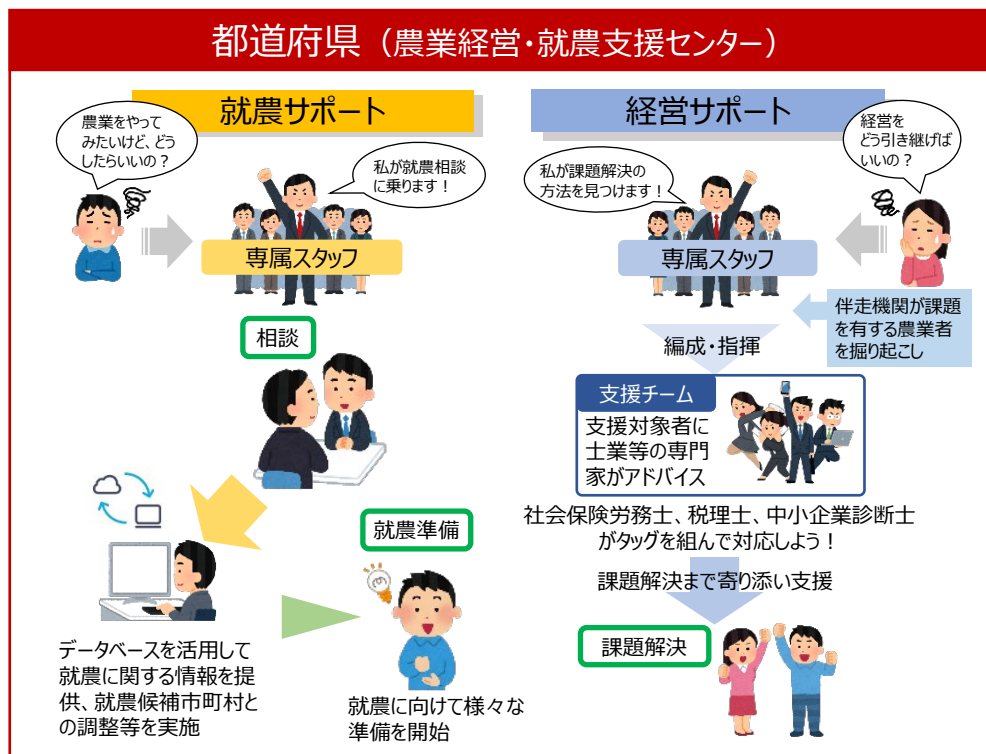 都道府県（農業経営・就農支援センター）
就農サポート
農業をやって
みたいけど、どう
したらいいの？
私が就農相談
に乗ります！
専属スタッフ
相談
データベースを活用して
就農に関する情報を提
供、就農候補市町村と
の調整等を実施
就農準備
就農に向けて様々な
準備を開始
経営サポート
経営を
どう引き継げば
いいの？
私が課題解決の
方法を見つけます！
専属スタッフ
伴走機関が課題
を有する農業者
を掘り起こし
編成・指揮
支援チーム
支援対象者に
士業等の専門
家がアドバイス
社会保険労務士、税理士、中小企業診断士
がタッグを組んで対応しよう！
課題解決まで寄り添い支援
課題解決